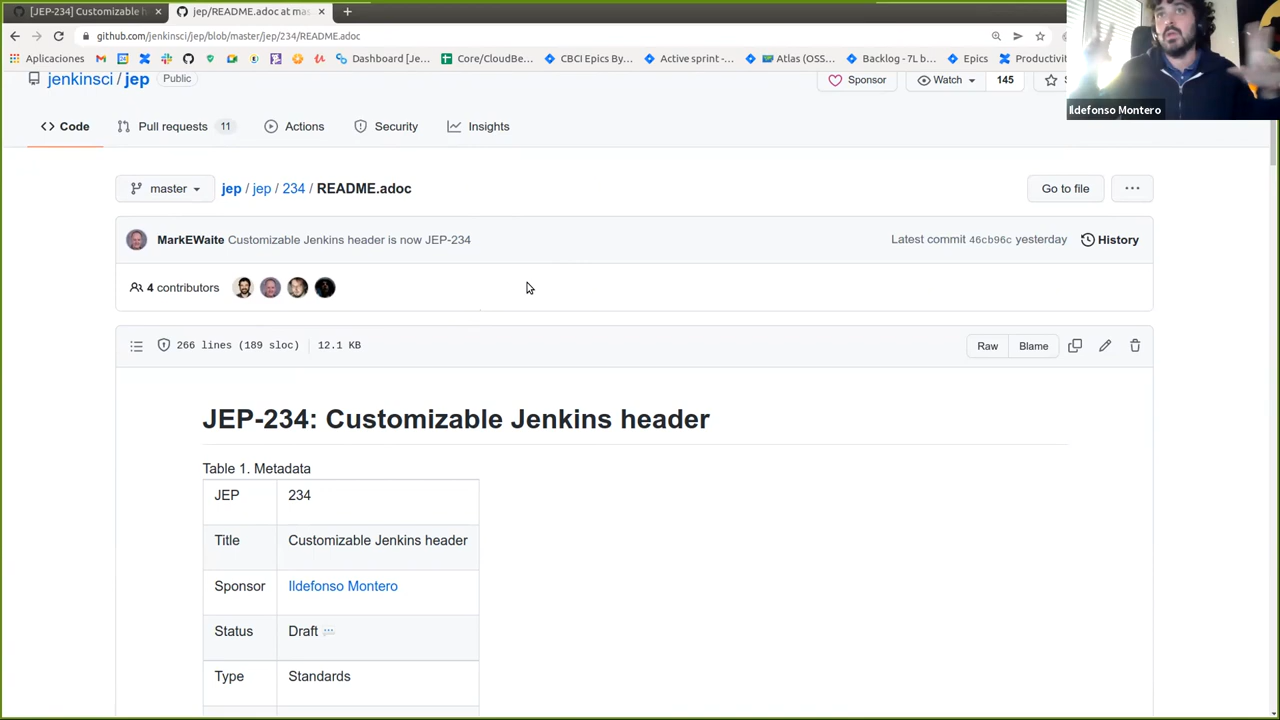 [JEP-234] Customizable h
jep/README.adoc at mas
github.com/jenkinsci/jep/blob/master/jep/234/README.adoc
Aplicaciones
Dashboard [Je...
Core/CloudBe...
CBCI Epics By...
Active sprint -...
Atlas (OSS...
Backlog - 7L b...
Epics
Productivit
jenkinsci / jep
Public
Sponsor
Watch
145
Ildefonso Montero
Code
Pull requests 11
Actions
Security
Insights
master
jep / jep / 234 / README.adoc
Go to file
MarkEWaite Customizable Jenkins header is now JEP-234
Latest commit 46cb96c yesterday
History
4 contributors
266 lines (189 sloc)
12.1 KB
Raw
Blame
JEP-234: Customizable Jenkins header
Table 1. Metadata
JEP 234
Title Customizable Jenkins header
Sponsor Ildefonso Montero
Status Draft
Type Standards